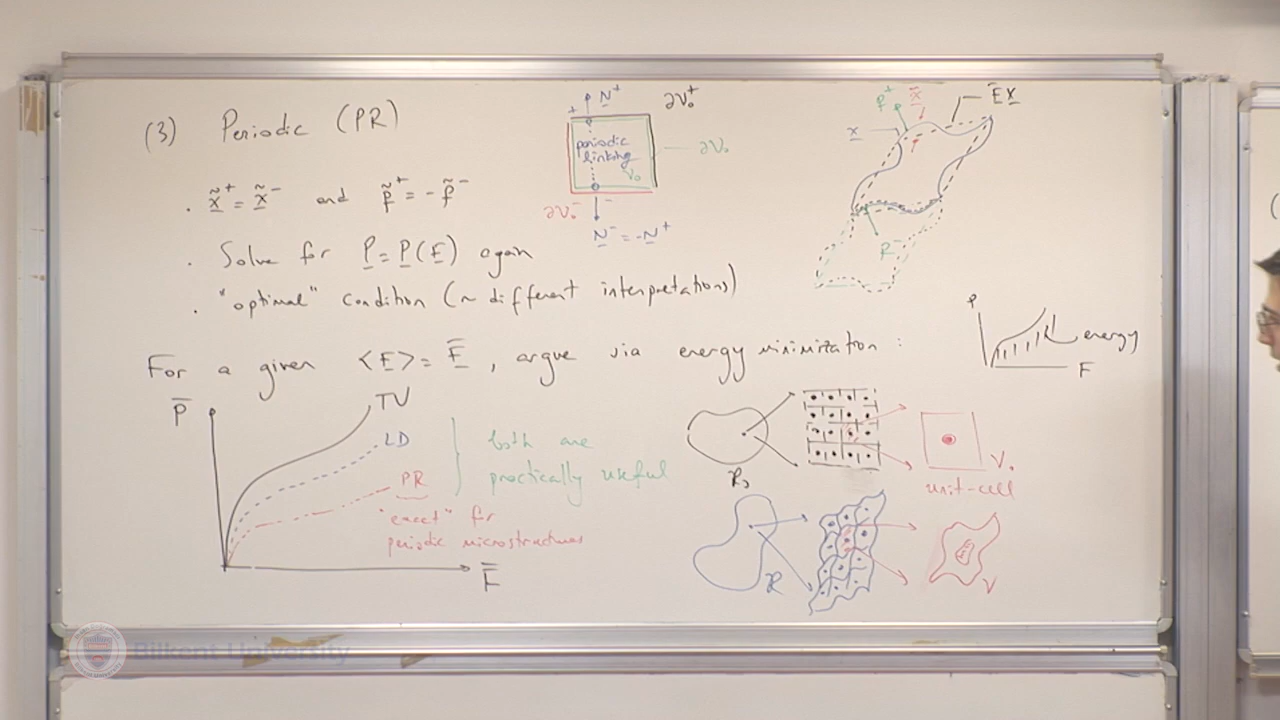 (3) Periodic (PR)
· x̃⁺ = x̃⁻ and p̃⁺ = - p̃⁻
· Solve for P = P(F) again
· "optimal" condition (~ different interpretations)
For a given <F> = F̄, argue via energy minimization :
+ N⁺
∂V₀⁺
periodic
linking
V₀
∂V₀
∂V₀⁻
-
N⁻ = -N⁺
p⁺
x̃
F̄X
x
P
energy
F
P̄
TV
LD
PR
F̄
both are
practically useful
"exact" for
periodic microstructures
R₀
V₀
unit-cell
R
V
Bilkent University